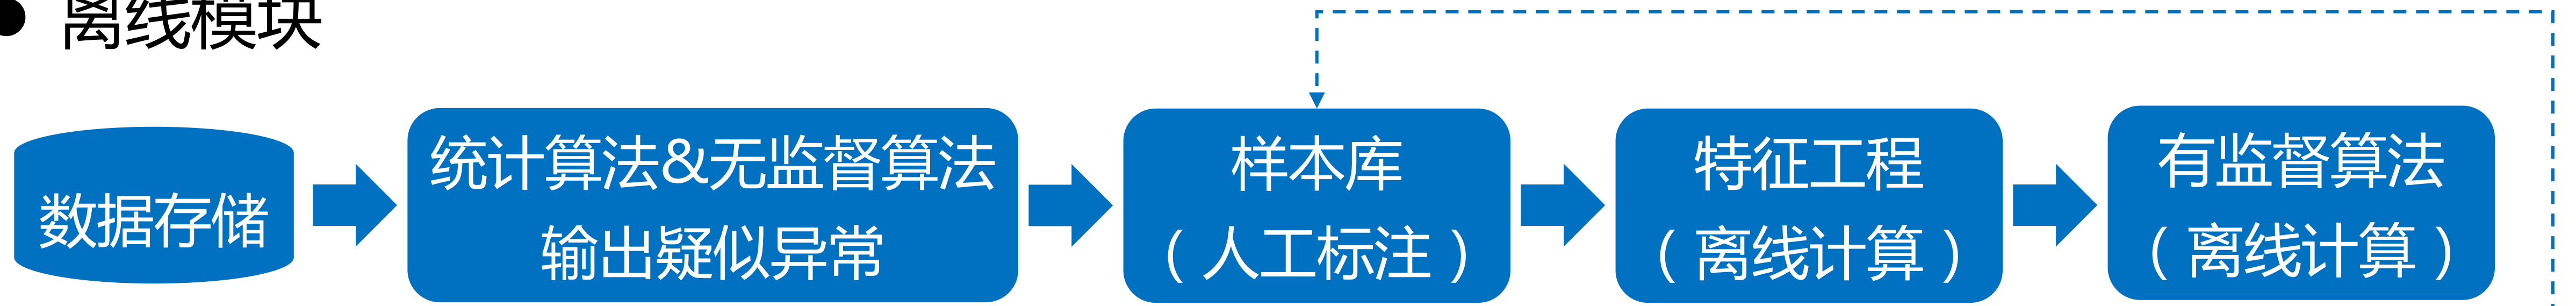 离线模块
数据存储
统计算法&无监督算法
输出疑似异常
样本库
（人工标注）
特征工程
（离线计算）
有监督算法
（离线计算）